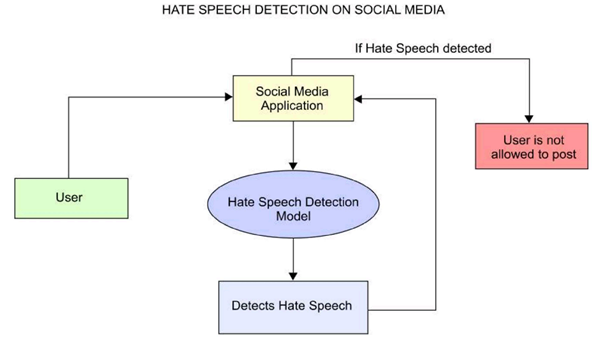 HATE SPEECH DETECTION ON SOCIAL MEDIA
If Hate Speech detected
Social Media
Application
User is not
allowed to post
User
Hate Speech Detection
Model
Detects Hate Speech